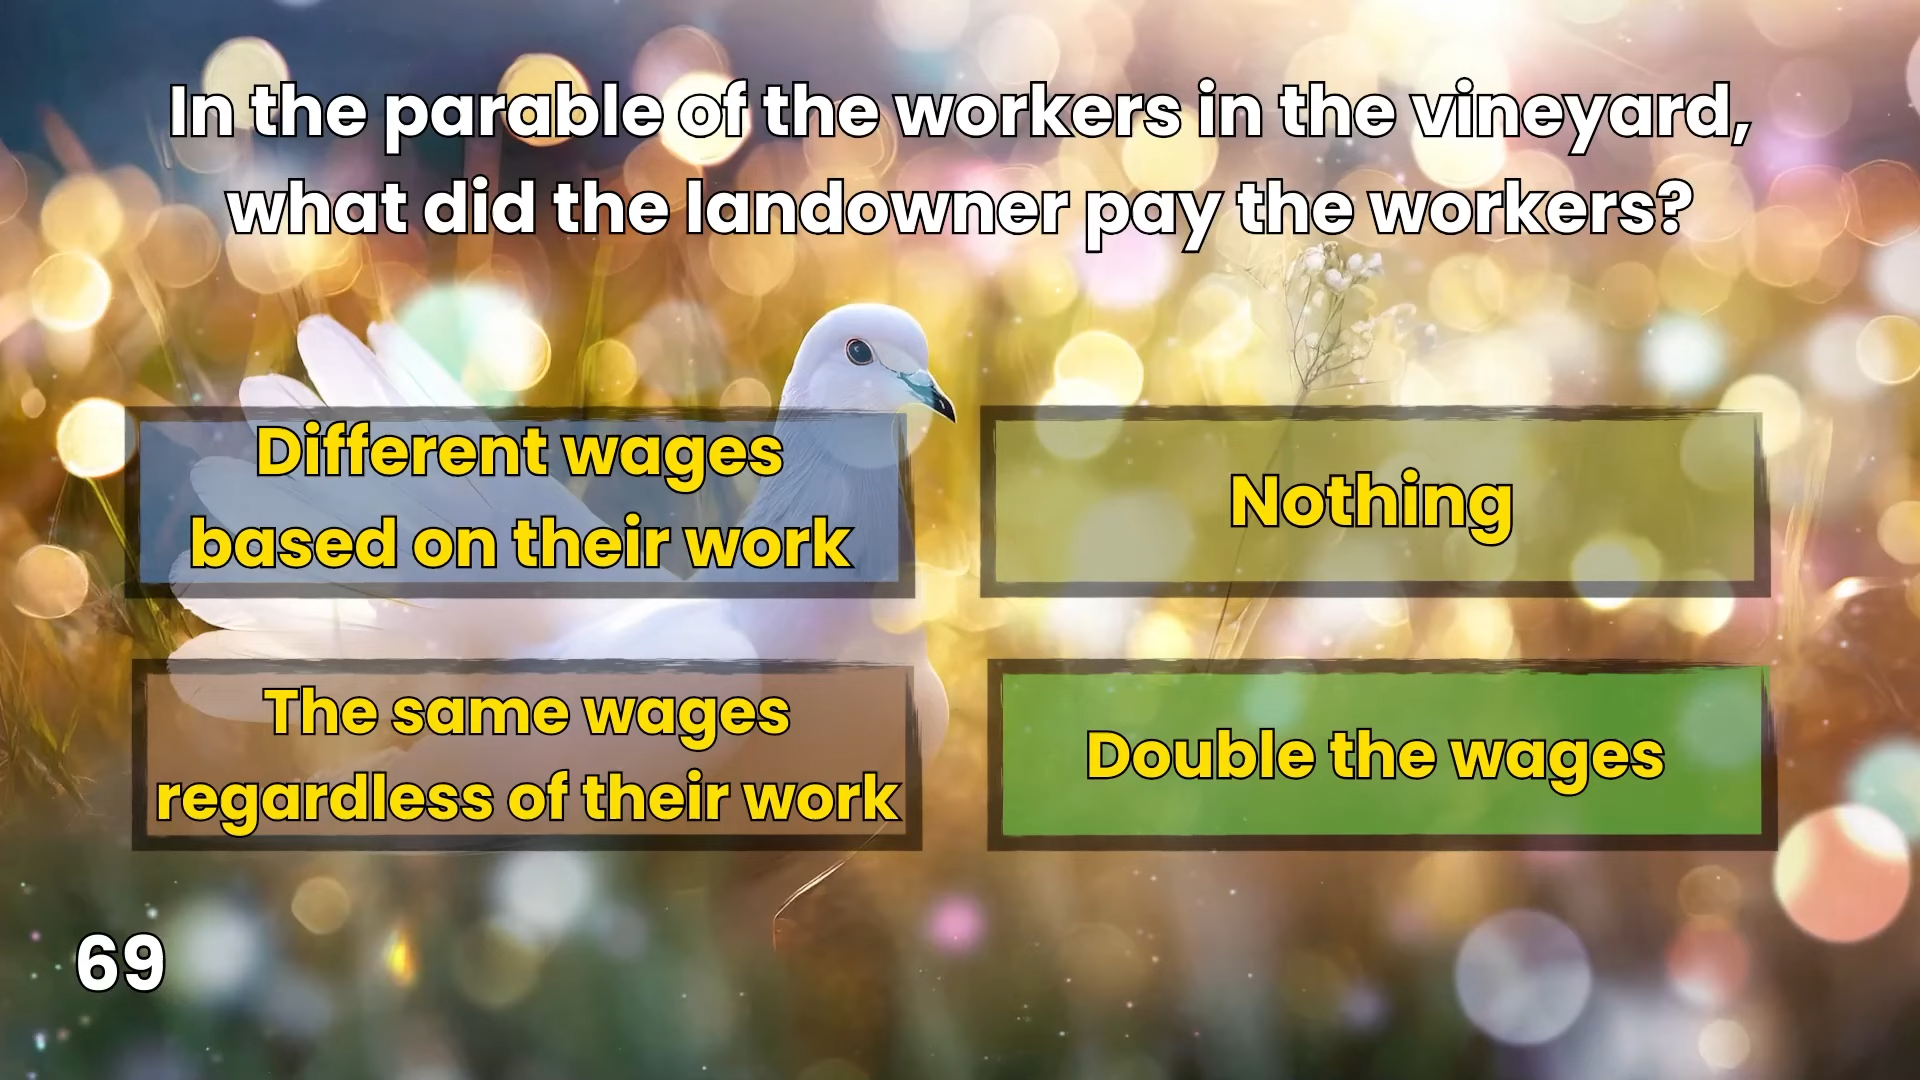 In the parable of the workers in the vineyard,
what did the landowner pay the workers?
Different wages
based on their work
Nothing
The same wages
regardless of their work
Double the wages
69